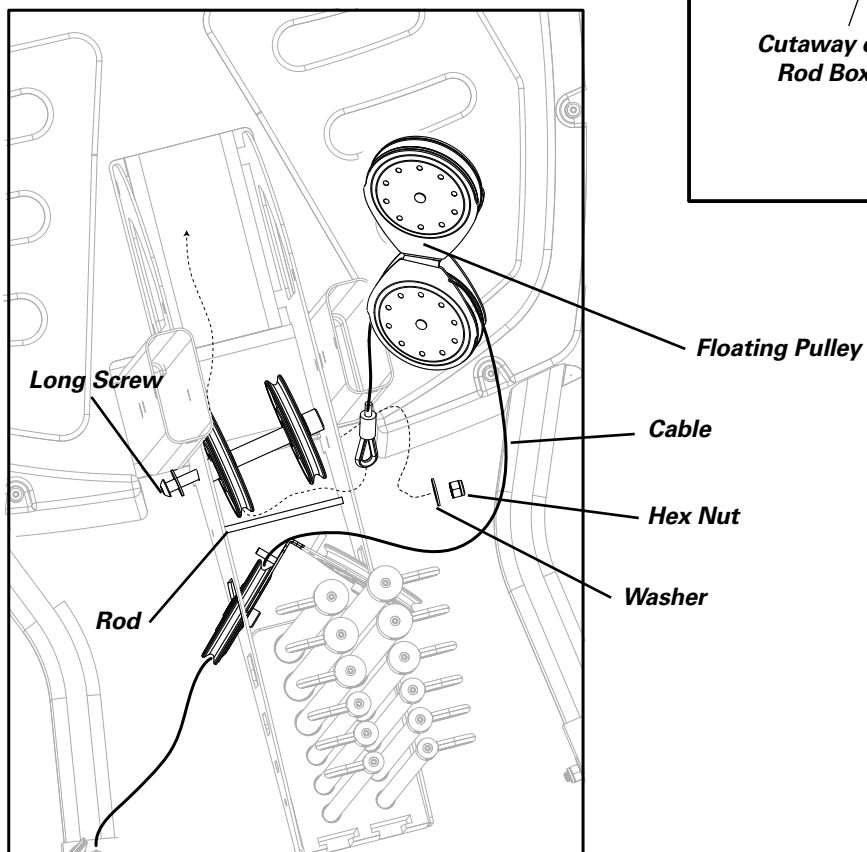 Cutaway
Rod Box
Floating Pulley
Long Screw
Cable
Hex Nut
Washer
Rod